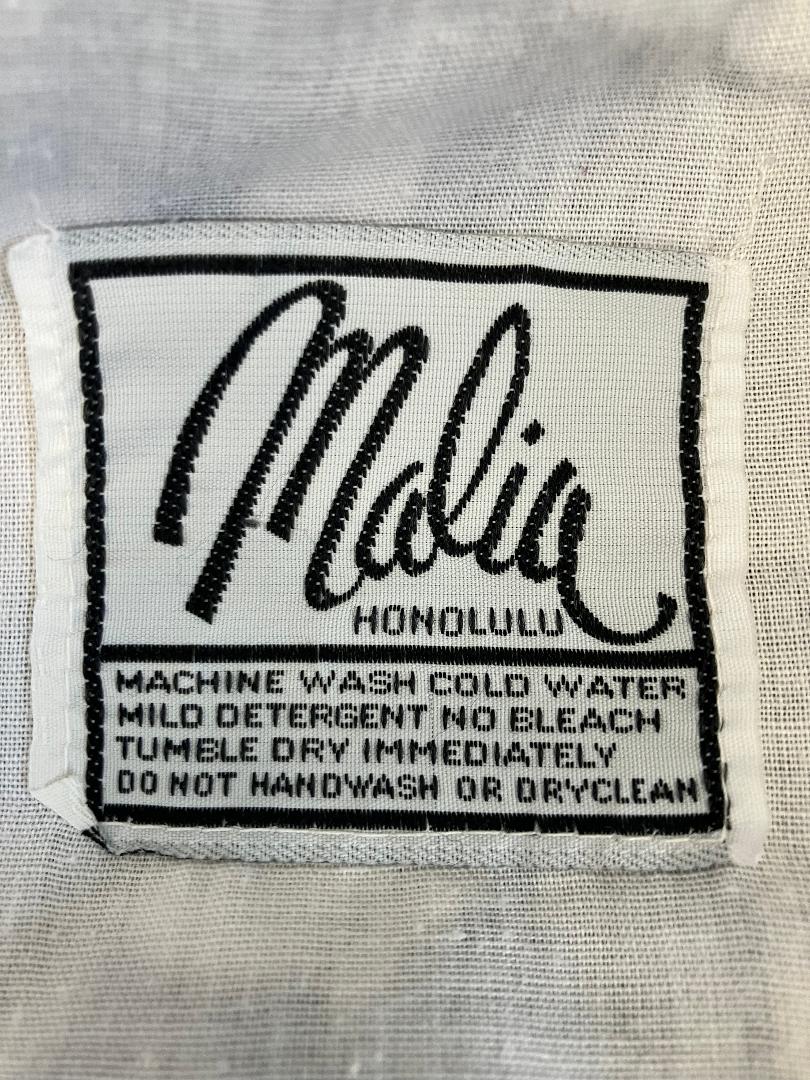 Malia
HONOLULU
MACHINE WASH COLD WATER
MILD DETERGENT NO BLEACH
TUMBLE DRY IMMEDIATELY
DO NOT HANDWASH OR DRYCLEAN